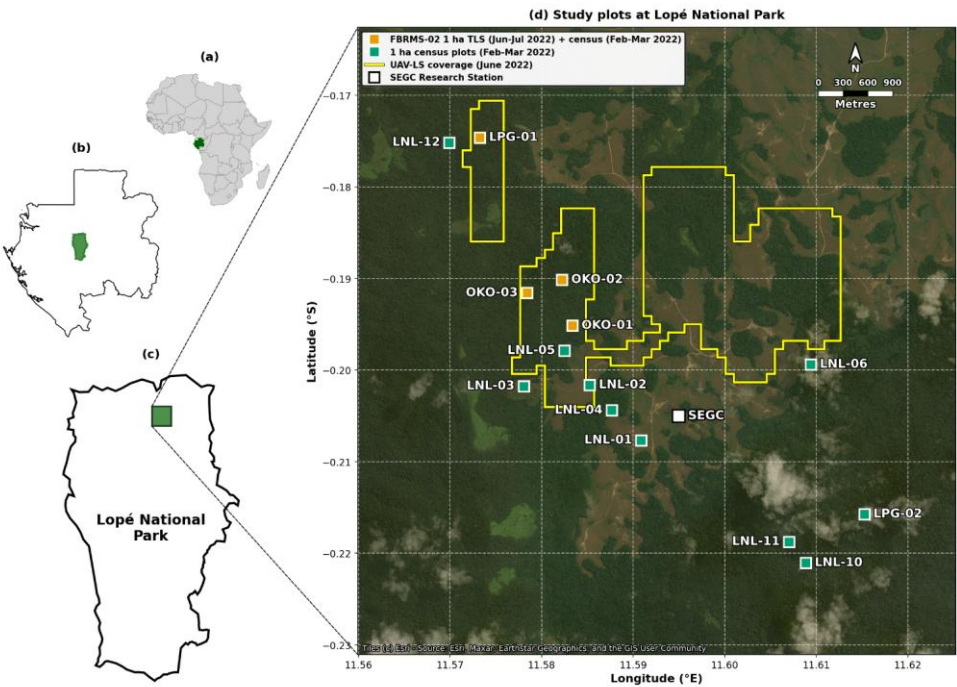 (d) Study plots at Lopé National Park
FBRMS-02 1 ha TLS (Jun-Jul 2022) + census (Feb-Mar 2022)
1 ha census plots (Feb-Mar 2022)
UAV-LS coverage (June 2022)
SEGC Research Station
N
0 300 600 900
Metres
(a)
(b)
(c)
Lopé National
Park
−0.17
−0.18
−0.19
−0.20
−0.21
−0.22
−0.23
Latitude (°S)
LNL-12
LPG-01
OKO-02
OKO-03
OKO-01
LNL-05
LNL-06
LNL-03
LNL-02
LNL-04
SEGC
LNL-01
LPG-02
LNL-11
LNL-10
Tiles (c) Esri - Source: Esri, Maxar, Earthstar Geographics, and the GIS User Community
11.56 11.57 11.58 11.59 11.60 11.61 11.62
Longitude (°E)